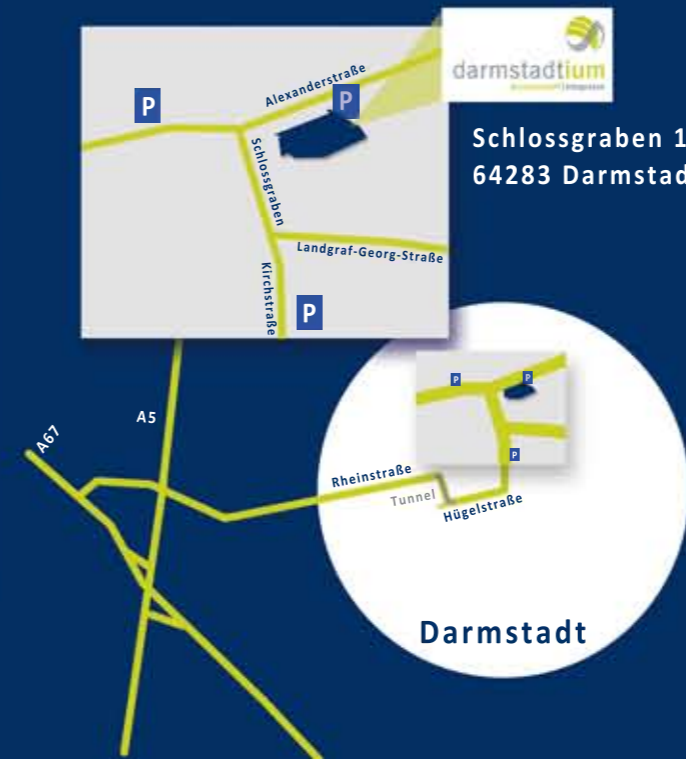 darmstadtium
Schlossgraben 1
64283 Darmstad
P
Alexanderstraße
P
Schlossgraben
Landgraf-Georg-Straße
Kirchstraße
P
A67
A5
P
P
P
Rheinstraße
Tunnel
Hügelstraße
Darmstadt